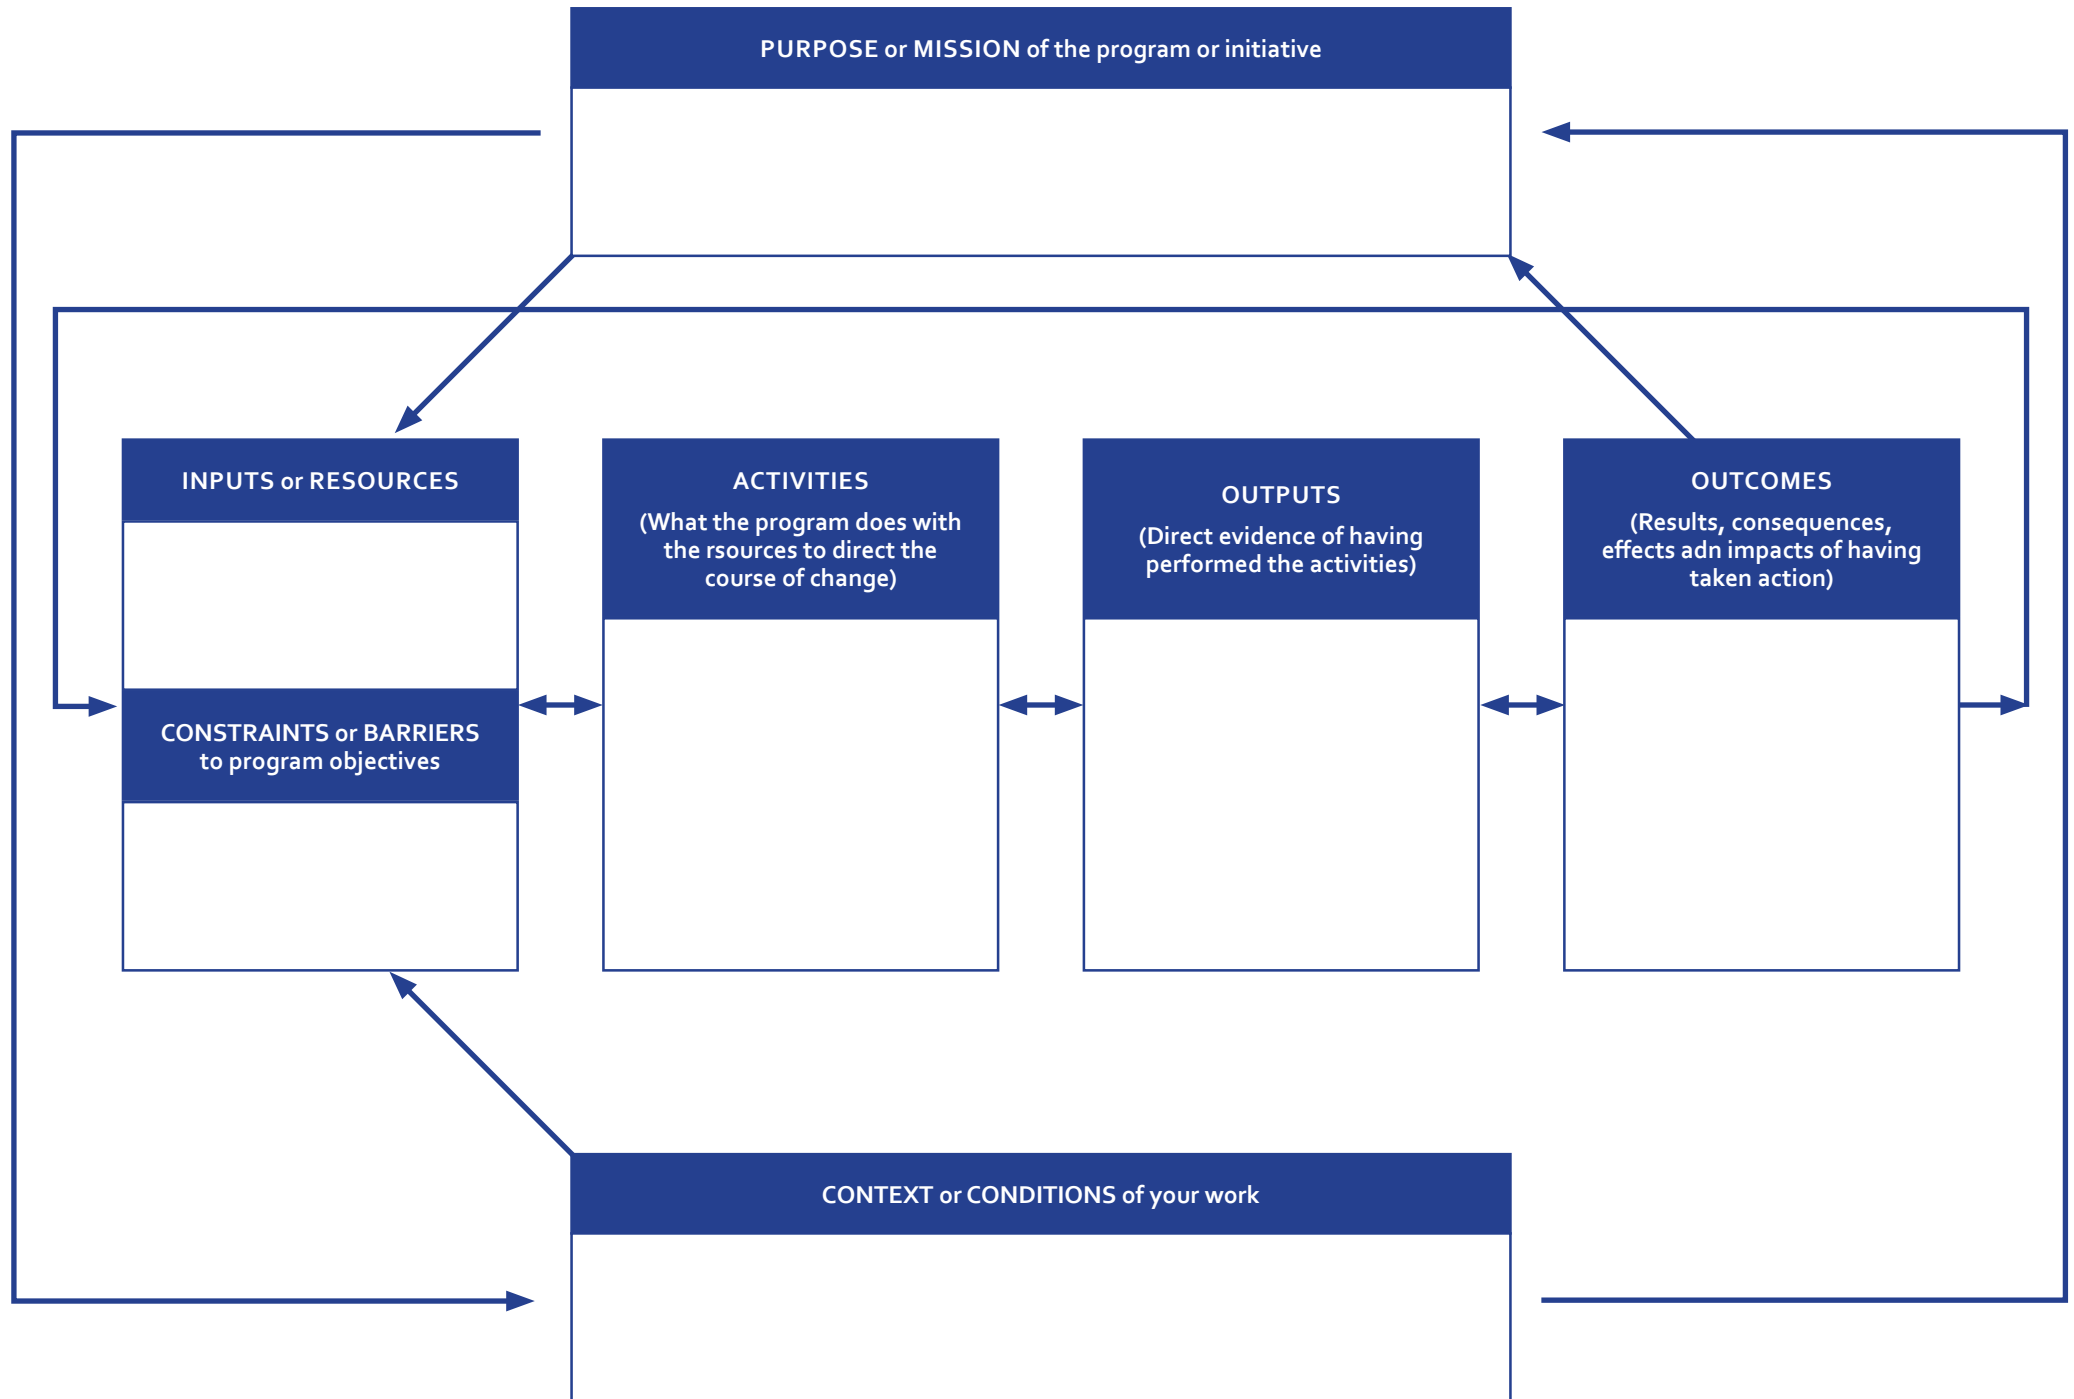 PURPOSE or MISSION of the program or initiative
INPUTS or RESOURCES
CONSTRAINTS or BARRIERS
to program objectives
ACTIVITIES
(What the program does with
the rsources to direct the
course of change)
OUTPUTS
(Direct evidence of having
performed the activities)
OUTCOMES
(Results, consequences,
effects adn impacts of having
taken action)
CONTEXT or CONDITIONS of your work